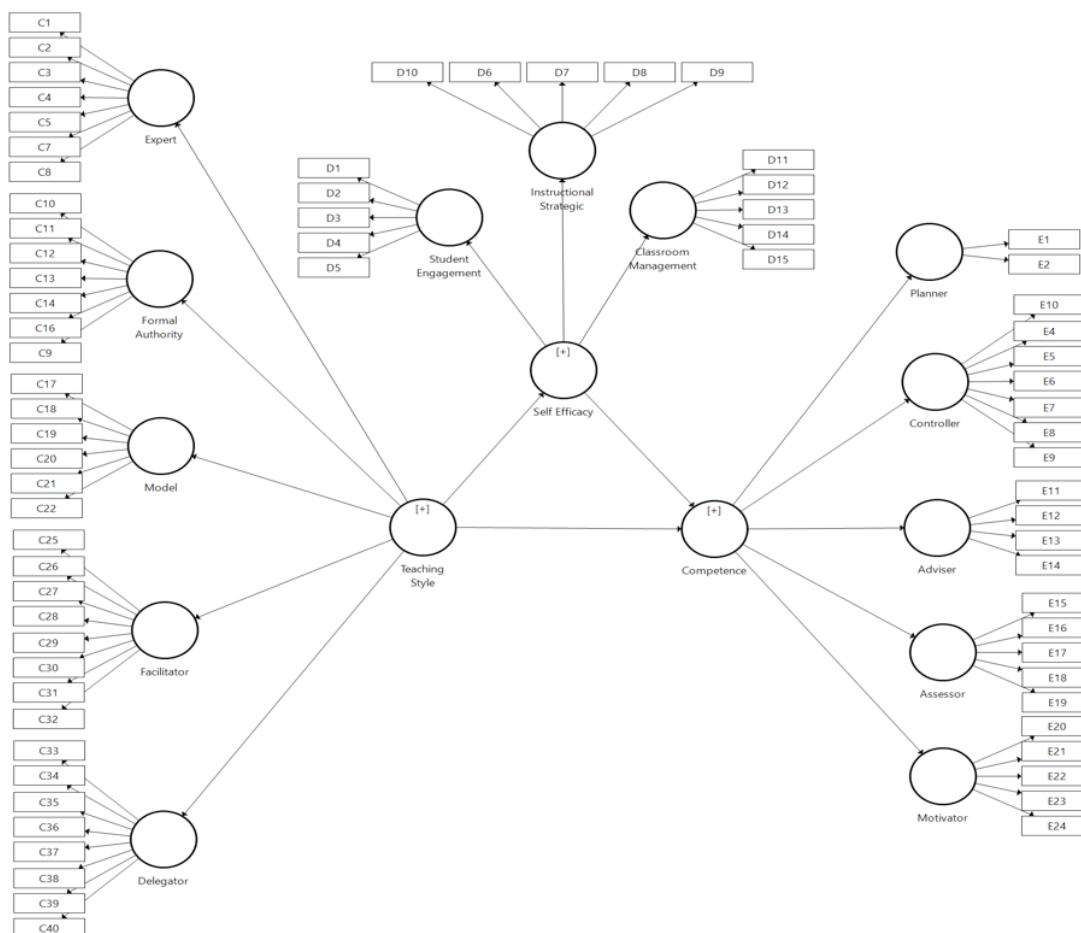 C1
C2
C3
C4
C5
C7
C8
Expert
C10
C11
C12
C13
C14
C16
C9
Formal
Authority
C17
C18
C19
C20
C21
C22
Model
C25
C26
C27
C28
C29
C30
C31
C32
Facilitator
C33
C34
C35
C36
C37
C38
C39
C40
Delegator
D10
D6
D7
D8
D9
Instructional
Strategic
D1
D2
D3
D4
D5
Student
Engagement
D11
D12
D13
D14
D15
Classroom
Management
[+]
Self Efficacy
[+]
Teaching
Style
[+]
Competence
Planner
E1
E2
Controller
E10
E4
E5
E6
E7
E8
E9
Adviser
E11
E12
E13
E14
Assessor
E15
E16
E17
E18
E19
Motivator
E20
E21
E22
E23
E24